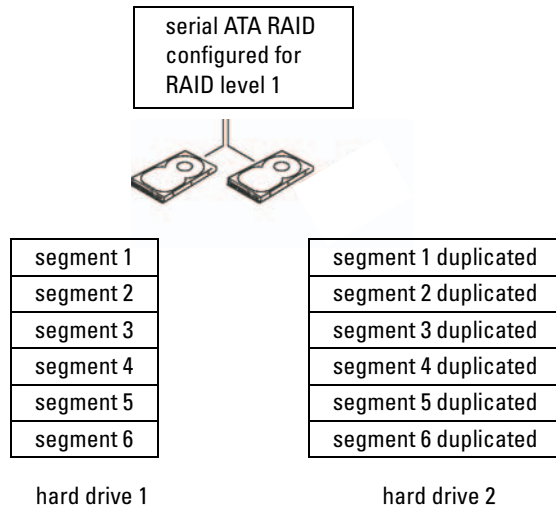 serial ATA RAID
configured for
RAID level 1
segment 1
segment 2
segment 3
segment 4
segment 5
segment 6
segment 1 duplicated
segment 2 duplicated
segment 3 duplicated
segment 4 duplicated
segment 5 duplicated
segment 6 duplicated
hard drive 1
hard drive 2